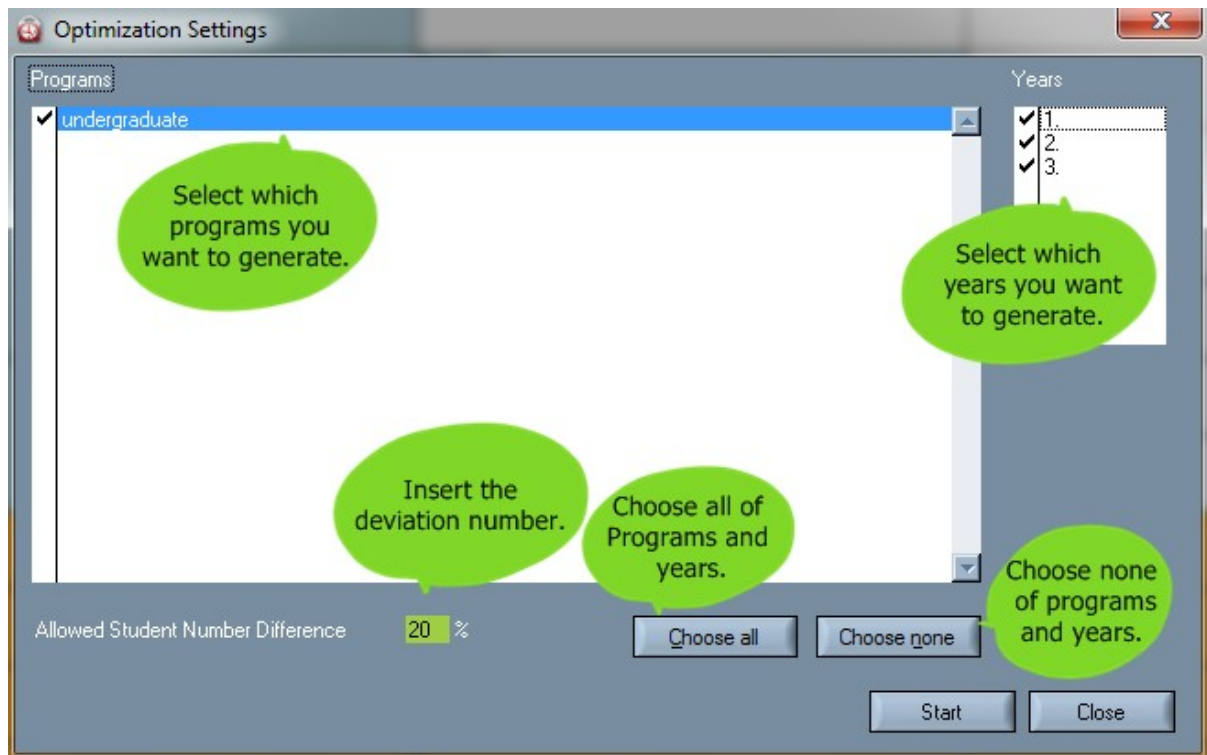 Optimization Settings
x
Programs
Years
undergraduate
1.
2.
3.
Select which
programs you
want to generate.
Select which
years you want
to generate.
Insert the
deviation number.
Choose all of
Programs and
years.
Choose none
of programs
and years.
Allowed Student Number Difference 20 %
Choose all
Choose none
Start
Close